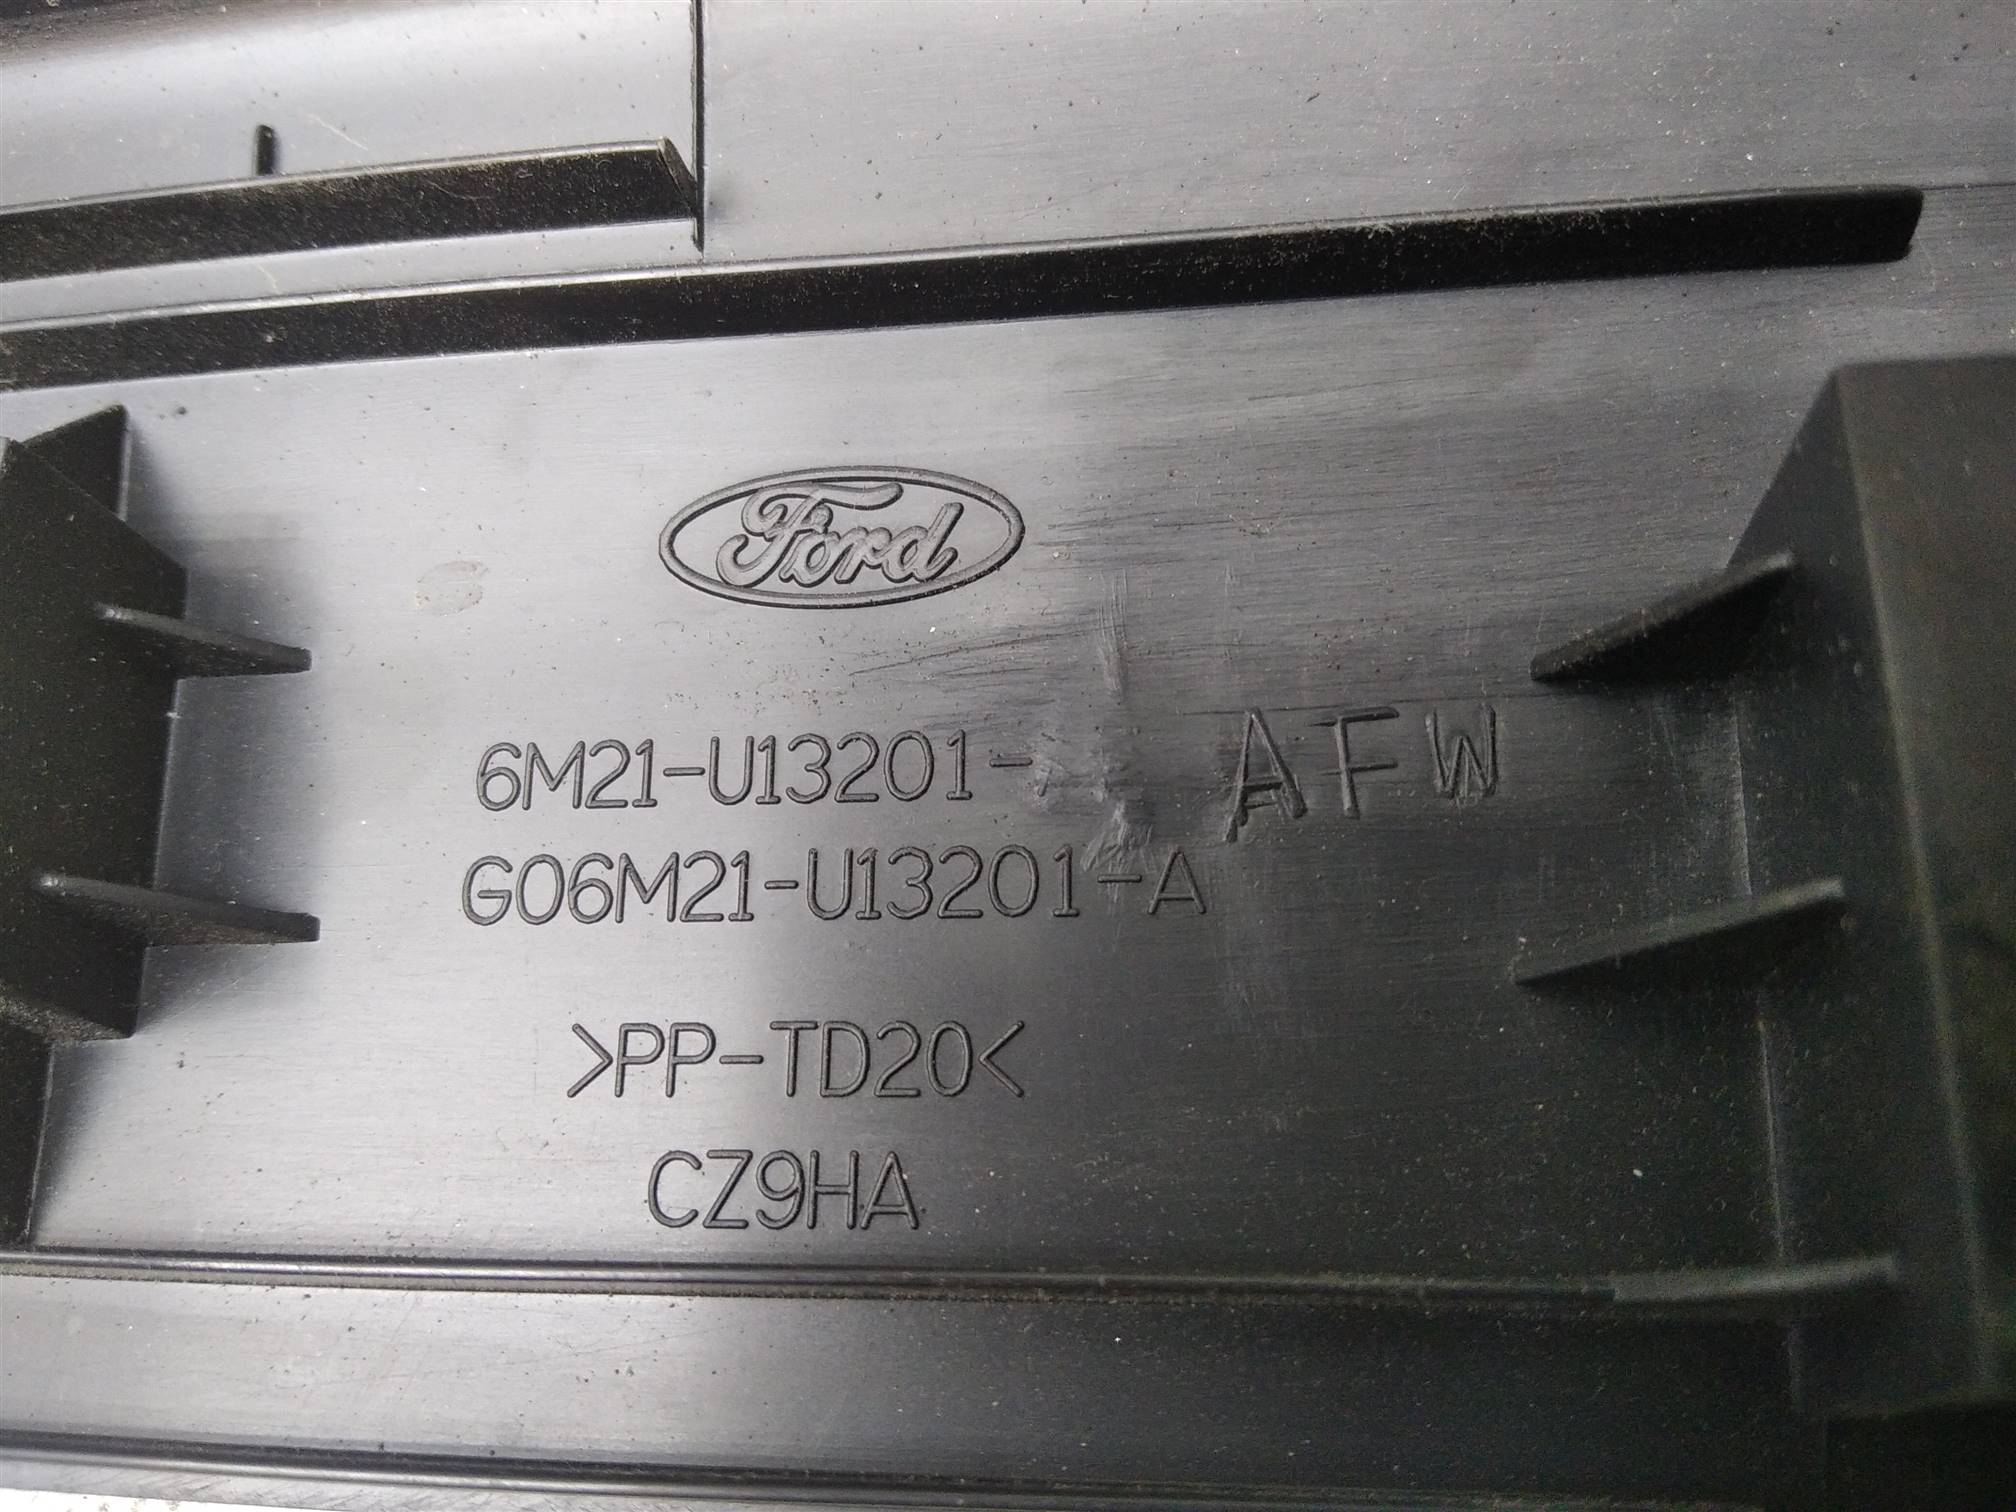 Ford
6M21-U13201- AFW
G06M21-U13201-A
>PP-TD20<
CZ9HA